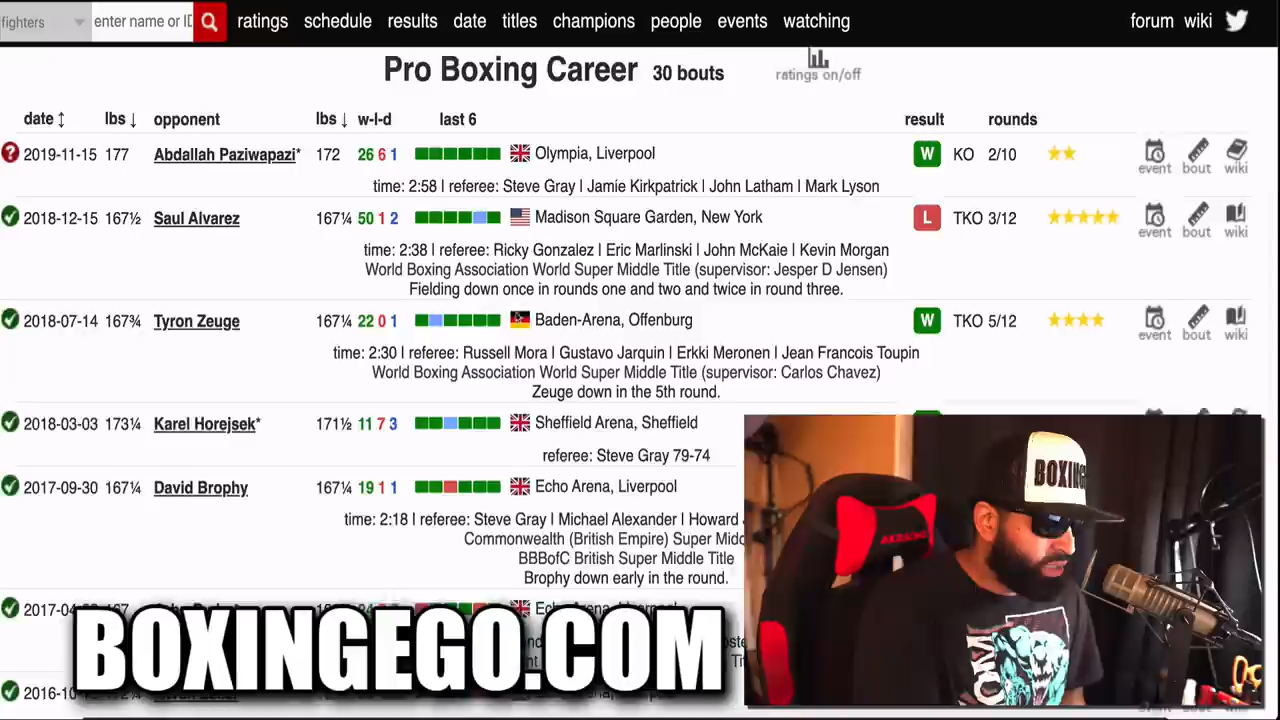 fighters enter name or ID ratings schedule results date titles champions people events watching forum wiki
Pro Boxing Career 30 bouts ratings on/off
date lbs opponent lbs w-l-d last 6 result rounds
2019-11-15 177 Abdallah Paziwapazi* 172 26 6 1 Olympia, Liverpool W KO 2/10 event bout wiki
time: 2:58 | referee: Steve Gray | Jamie Kirkpatrick | John Latham | Mark Lyson
2018-12-15 167½ Saul Alvarez 167¼ 50 1 2 Madison Square Garden, New York L TKO 3/12 event bout wiki
time: 2:38 | referee: Ricky Gonzalez | Eric Marlinski | John McKaie | Kevin Morgan
World Boxing Association World Super Middle Title (supervisor: Jesper D Jensen)
Fielding down once in rounds one and two and twice in round three.
2018-07-14 167¾ Tyron Zeuge 167¼ 22 0 1 Baden-Arena, Offenburg W TKO 5/12 event bout wiki
time: 2:30 | referee: Russell Mora | Gustavo Jarquin | Erkki Meronen | Jean Francois Toupin
World Boxing Association World Super Middle Title (supervisor: Carlos Chavez)
Zeuge down in the 5th round.
2018-03-03 173¼ Karel Horejsek* 171½ 11 7 3 Sheffield Arena, Sheffield
referee: Steve Gray 79-74
2017-09-30 167¼ David Brophy 167¼ 19 1 1 Echo Arena, Liverpool
time: 2:18 | referee: Steve Gray | Michael Alexander | Howard
Commonwealth (British Empire) Super Midd
BBBofC British Super Middle Title
Brophy down early in the round.
BOXINGEGO.COM
BOXINGEGO
AKRACING